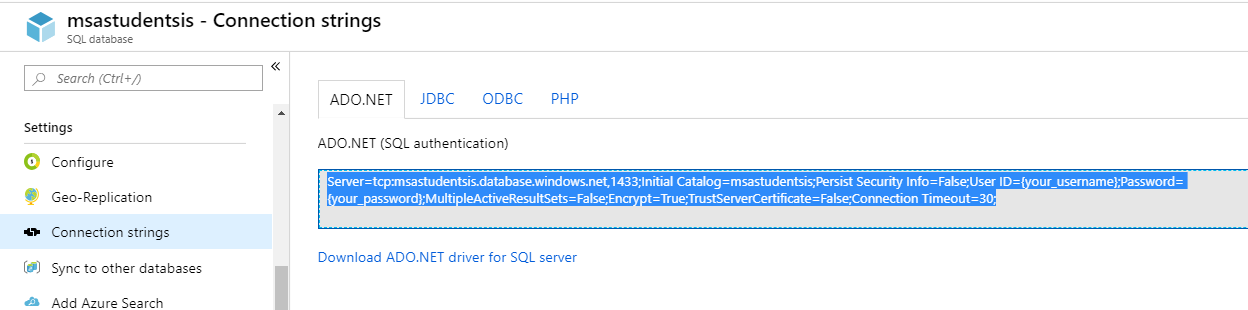 msastudentsis - Connection strings
SQL database
Search (Ctrl+/)
«
Settings
Configure
Geo-Replication
Connection strings
Sync to other databases
Add Azure Search
ADO.NET JDBC ODBC PHP
ADO.NET (SQL authentication)
Server=tcp:msastudentsis.database.windows.net,1433;Initial Catalog=msastudentsis;Persist Security Info=False;User ID={your_username};Password=
{your_password};MultipleActiveResultSets=False;Encrypt=True;TrustServerCertificate=False;Connection Timeout=30;
Download ADO.NET driver for SQL server